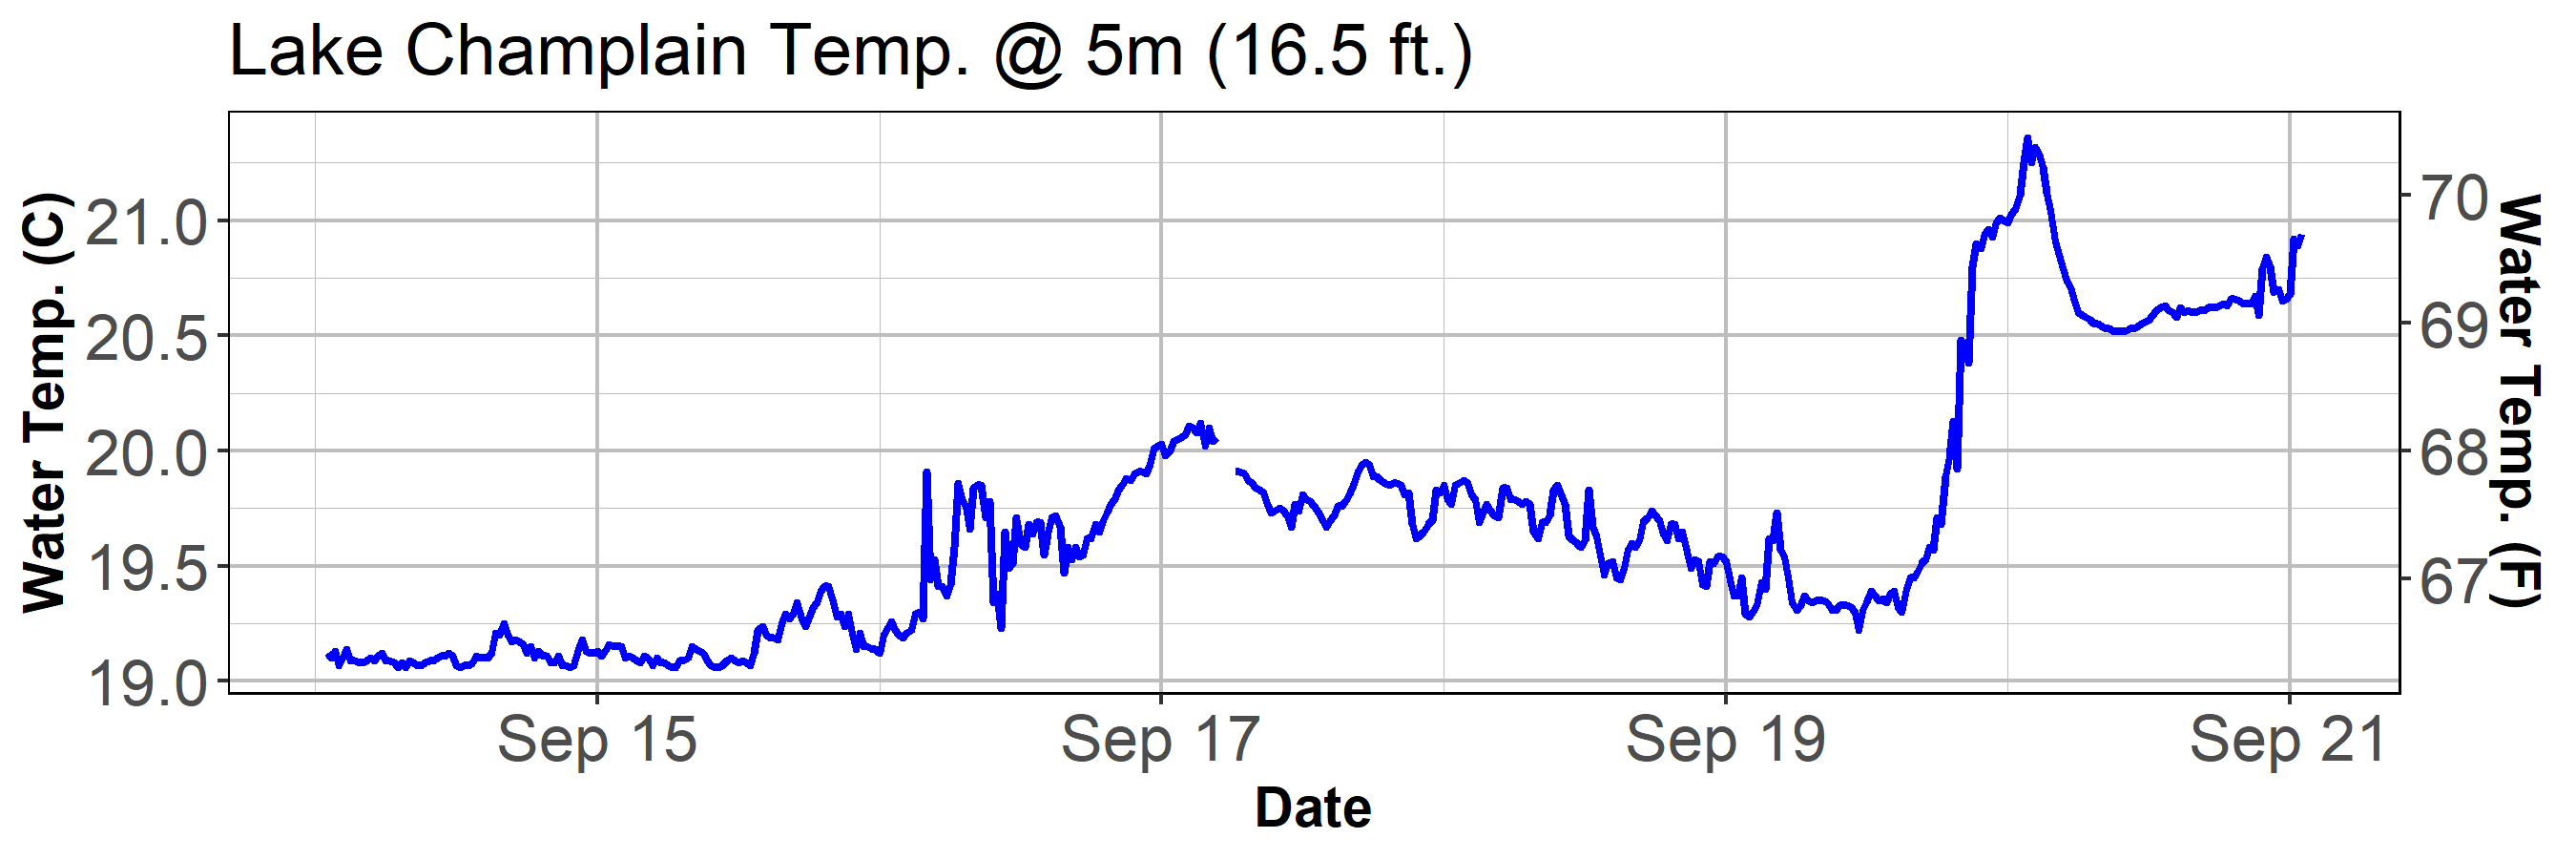 Lake Champlain Temp. @ 5m (16.5 ft.)
Water Temp. (C)
21.0
20.5
20.0
19.5
19.0
70
69
68
67
Water Temp. (F)
Sep 15
Sep 17
Sep 19
Sep 21
Date